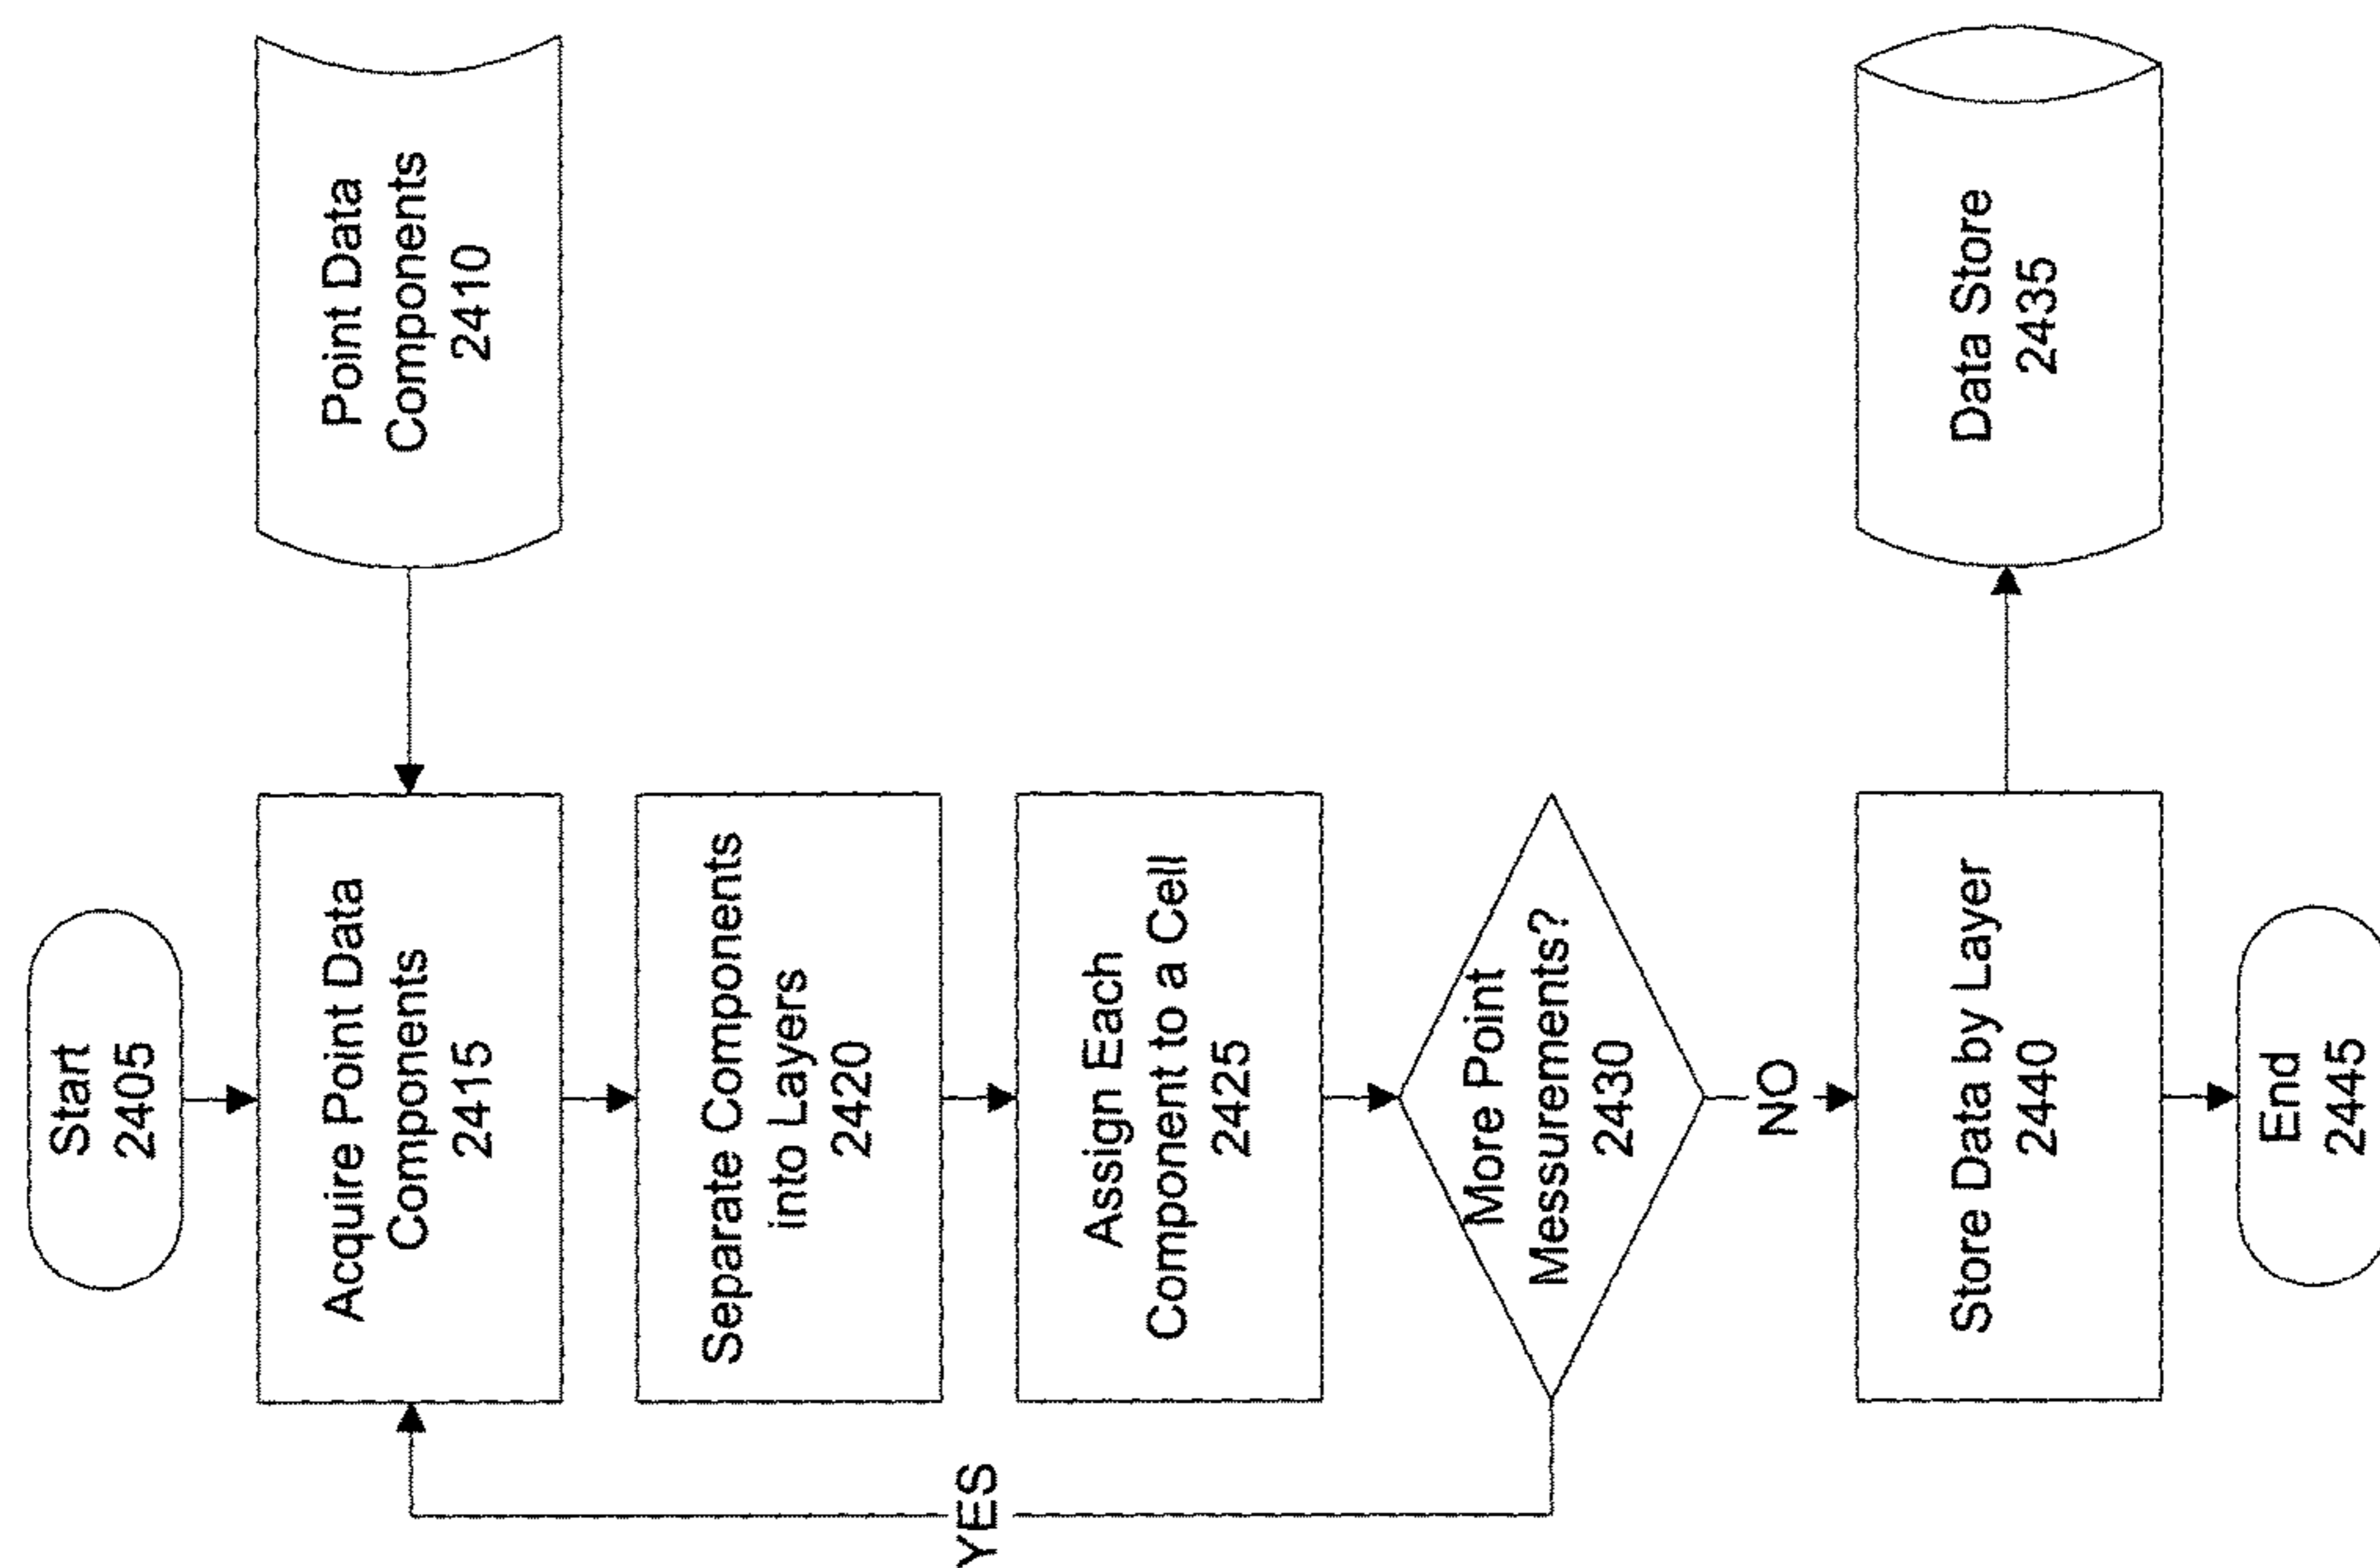 Start
2405
Point Data
Components
2410
Acquire Point Data
Components
2415
Separate Components
into Layers
2420
Assign Each
Component to a Cell
2425
More Point
Messurements?
2430
YES
NO
Store Data by Layer
2440
Data Store
2435
End
2445